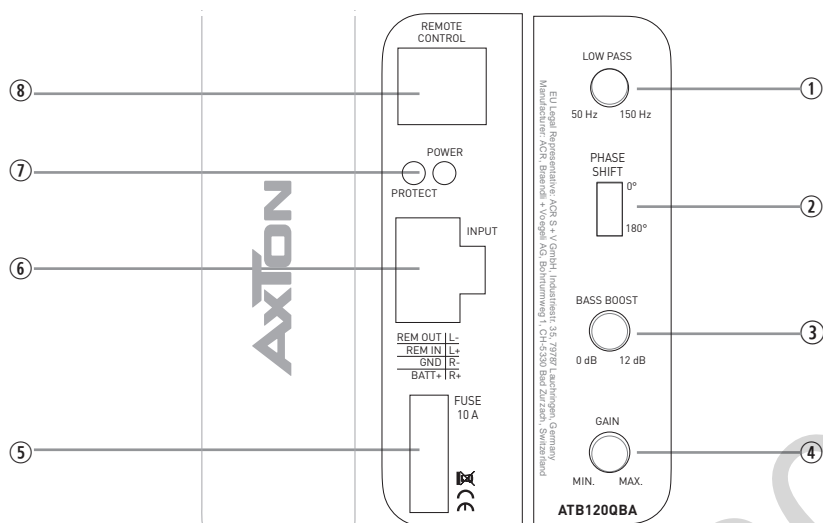 REMOTE
CONTROL
LOW PASS
50 Hz 150 Hz
8
1
POWER
7
PROTECT
PHASE
SHIFT
0°
180°
2
EU Legal Representative: ACR S + V GmbH, Industriestr. 35, 79787 Lauchringen, Germany
Manufacturer: ACR, Braendli + Voegeli AG, Bohrturmweg 1, CH-5330 Bad Zurzach, Switzerland
AXTON
INPUT
6
BASS BOOST
0 dB 12 dB
3
REM OUT L-
REM IN L+
GND R-
BATT+ R+
FUSE
10 A
5
CE
GAIN
MIN. MAX.
4
ATB120QBA